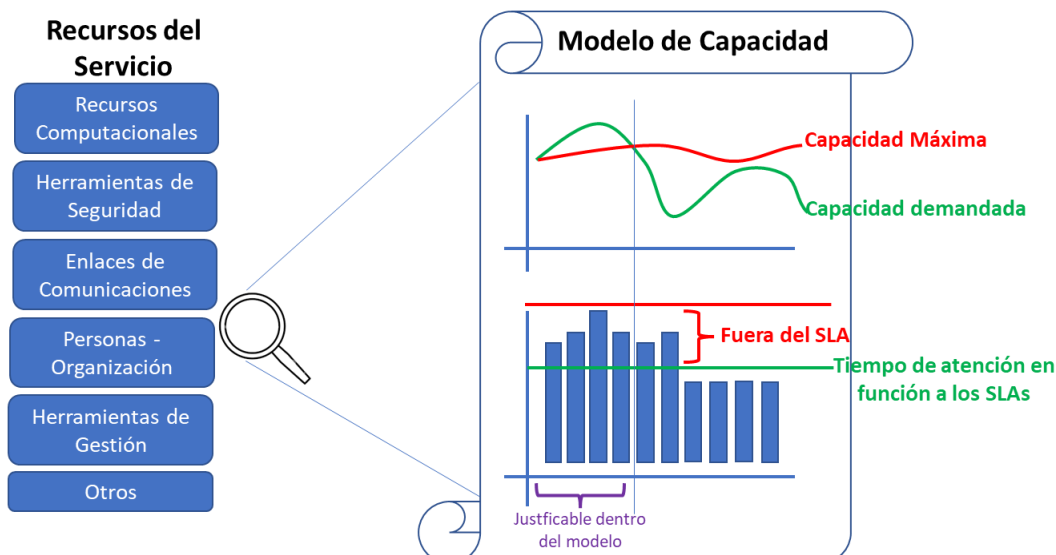 Recursos del
Servicio
Recursos
Computacionales
Herramientas de
Seguridad
Enlaces de
Comunicaciones
Personas -
Organización
Herramientas de
Gestión
Otros
Modelo de Capacidad
Capacidad Máxima
Capacidad demandada
Fuera del SLA
Tiempo de atención en
función a los SLAs
Justficable dentro
del modelo